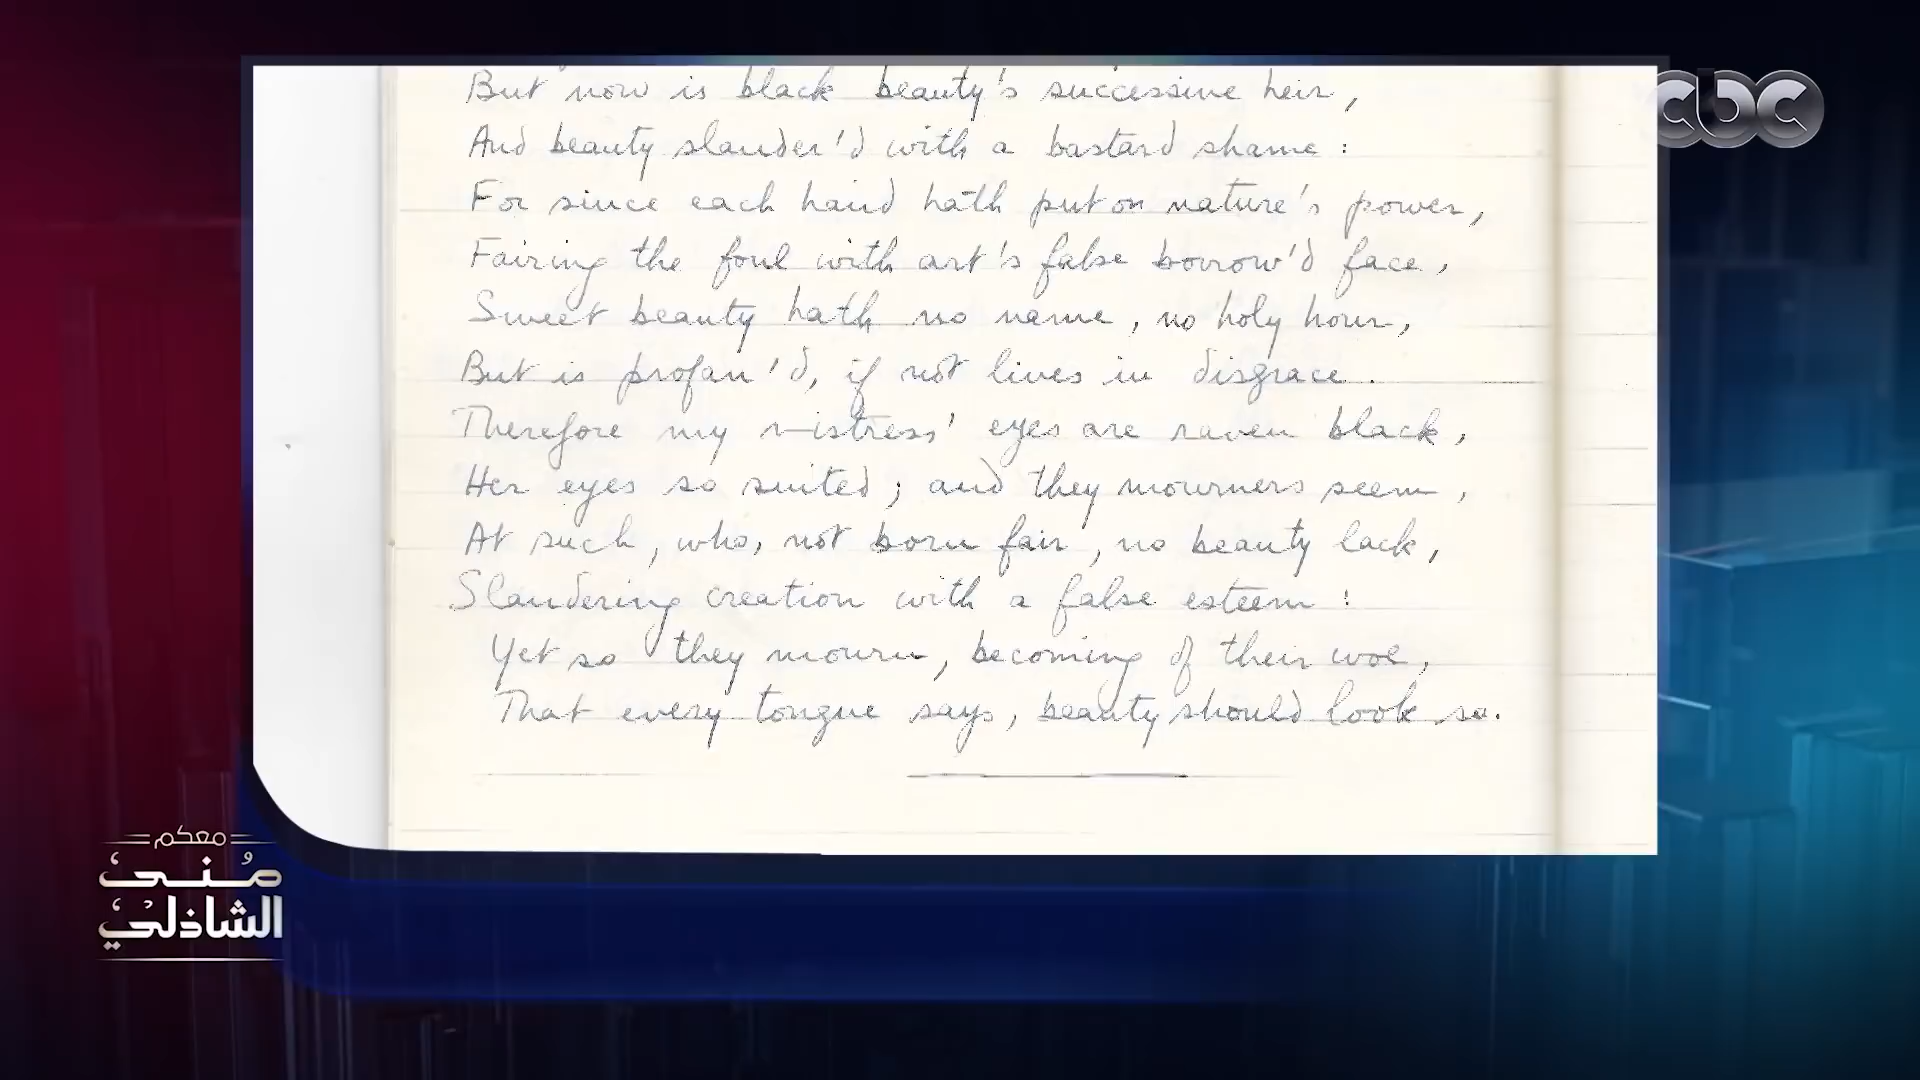 cbc
But now is black beauty's successive heir,
And beauty slander'd with a bastard shame:
For since each hand hath put on nature's power,
Fairing the foul with art's false borrow'd face,
Sweet beauty hath no name, no holy hour,
But is profan'd, if not lives in disgrace.
Therefore my mistress' eyes are raven black,
Her eyes so suited; and they mourners seem,
At such, who, not born fair, no beauty lack,
Slandering creation with a false esteem:
Yet so they mourn, becoming of their woe,
That every tongue says, beauty should look so.
معكم
منى
الشاذلي